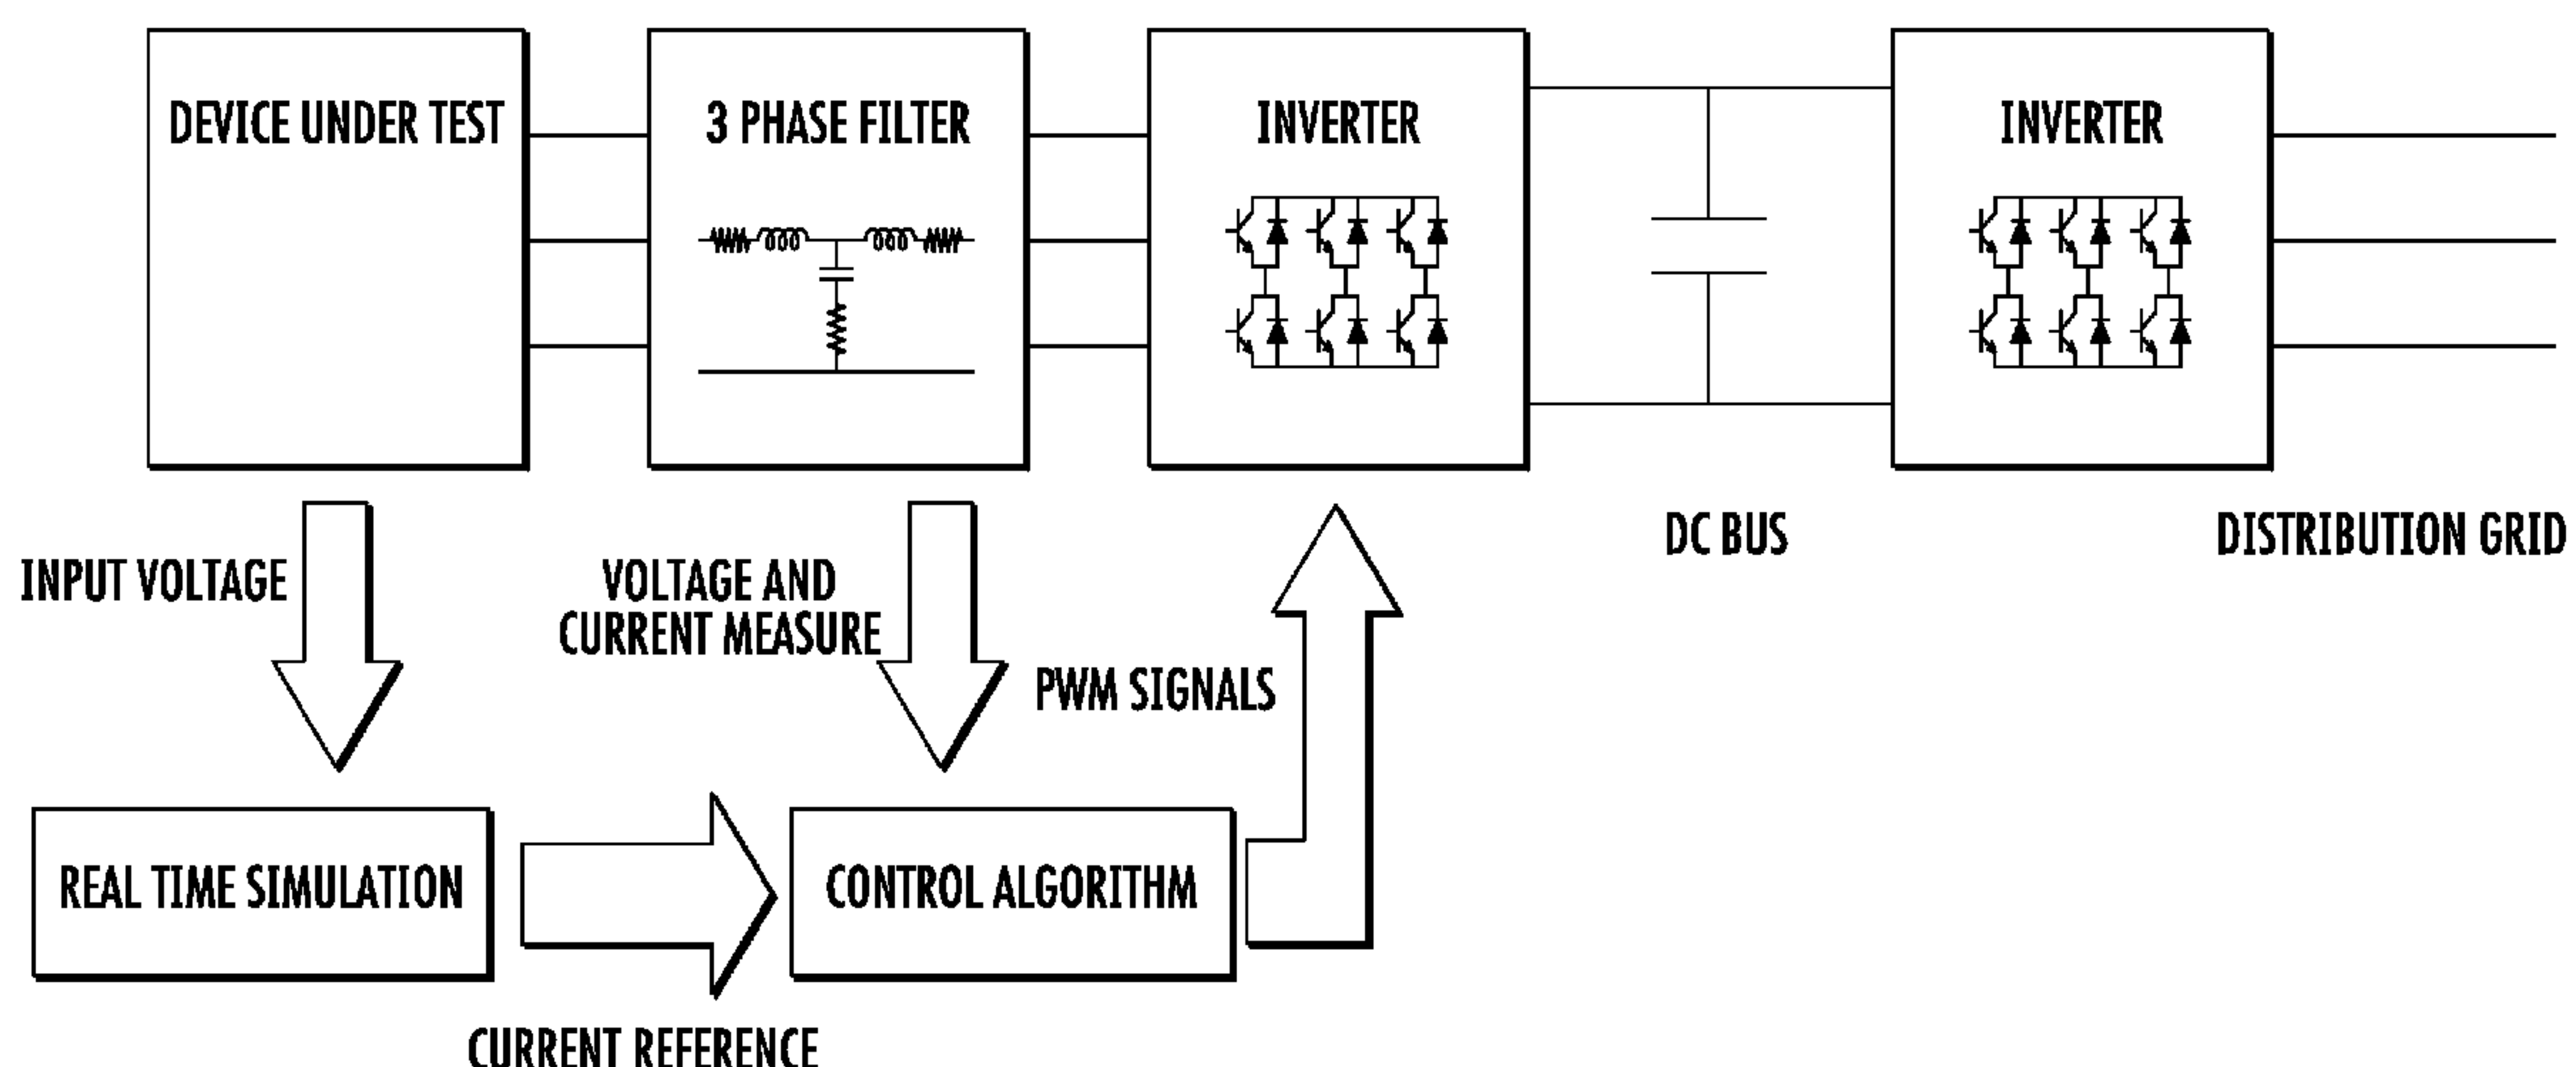 DEVICE UNDER TEST
3 PHASE FILTER
INVERTER
INVERTER
DC BUS
DISTRIBUTION GRID
INPUT VOLTAGE
VOLTAGE AND
CURRENT MEASURE
PWM SIGNALS
REAL TIME SIMULATION
CONTROL ALGORITHM
CURRENT REFERENCE